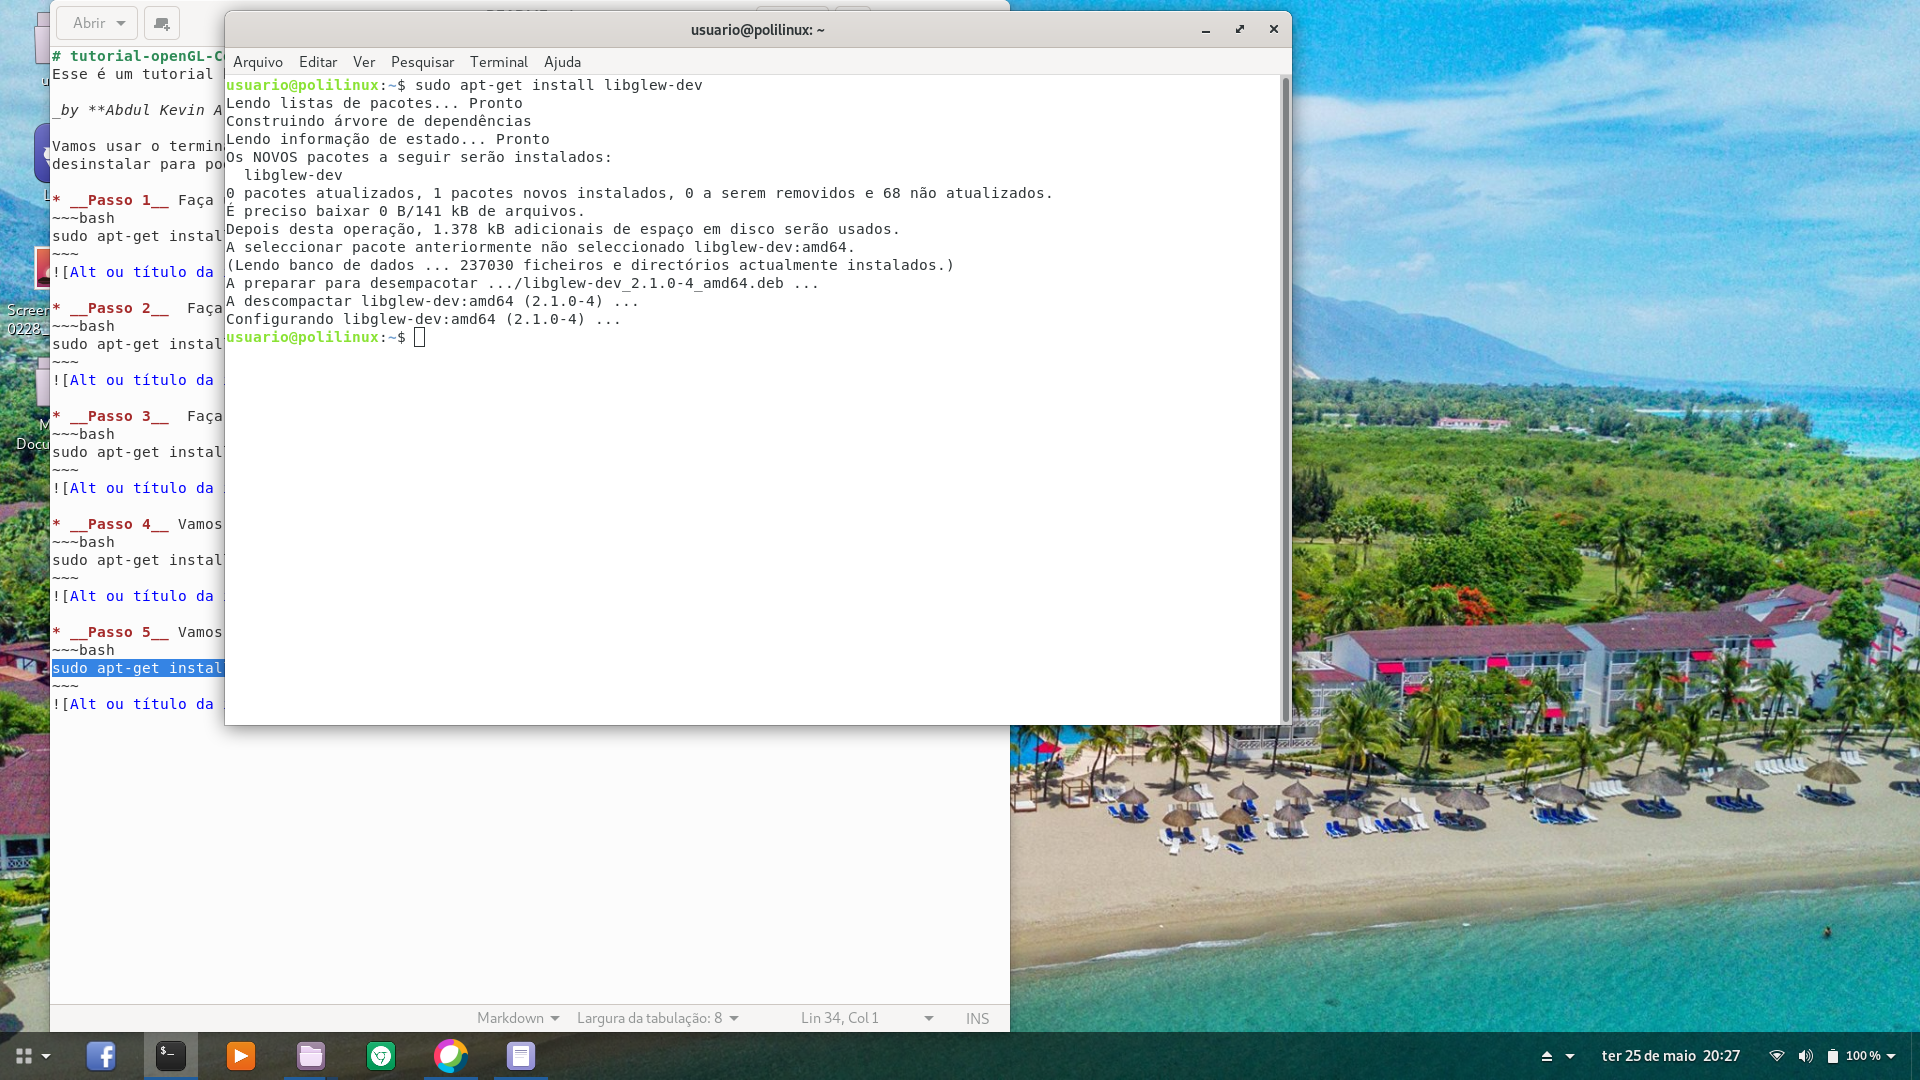 Abrir
usuario@polilinux: ~
Arquivo Editar Ver Pesquisar Terminal Ajuda
usuario@polilinux:~$ sudo apt-get install libglew-dev
Lendo listas de pacotes... Pronto
Construindo árvore de dependências
Lendo informação de estado... Pronto
Os NOVOS pacotes a seguir serão instalados:
libglew-dev
0 pacotes atualizados, 1 pacotes novos instalados, 0 a serem removidos e 68 não atualizados.
É preciso baixar 0 B/141 kB de arquivos.
Depois desta operação, 1.378 kB adicionais de espaço em disco serão usados.
A seleccionar pacote anteriormente não seleccionado libglew-dev:amd64.
(Lendo banco de dados ... 237030 ficheiros e directórios actualmente instalados.)
A preparar para desempacotar .../libglew-dev_2.1.0-4_amd64.deb ...
A descompactar libglew-dev:amd64 (2.1.0-4) ...
Configurando libglew-dev:amd64 (2.1.0-4) ...
usuario@polilinux:~$
# tutorial-openGL-C
Esse é um tutorial
_by **Abdul Kevin A
Vamos usar o termin
desinstalar para po
* __Passo 1__ Faça
~~~bash
sudo apt-get instal
~~~
![Alt ou título da
* __Passo 2__ Faça
~~~bash
sudo apt-get instal
~~~
![Alt ou título da
* __Passo 3__ Faça
~~~bash
sudo apt-get instal
~~~
![Alt ou título da
* __Passo 4__ Vamos
~~~bash
sudo apt-get instal
~~~
![Alt ou título da
* __Passo 5__ Vamos
~~~bash
sudo apt-get instal
~~~
![Alt ou título da
Screen
0228_
Docu
Markdown Largura da tabulação: 8 Lin 34, Col 1 INS
ter 25 de maio 20:27 100 %